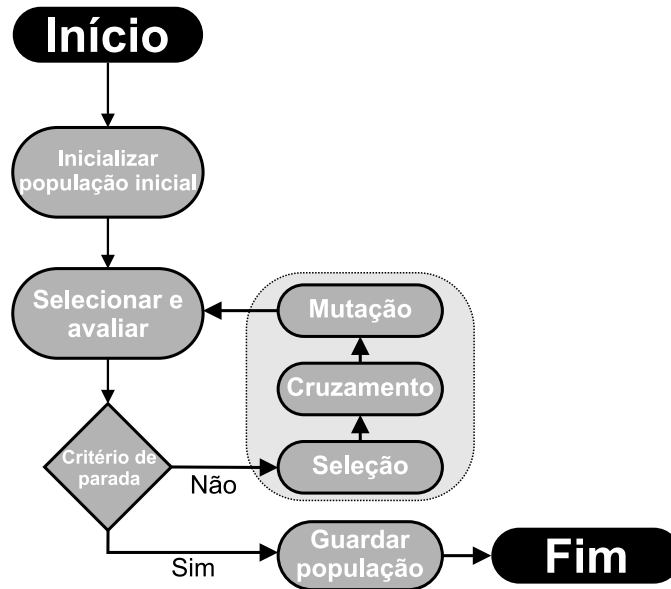 Início
Inicializar
população inicial
Selecionar e
avaliar
Mutação
Cruzamento
Seleção
Critério de
parada
Não
Sim
Guardar
população
Fim